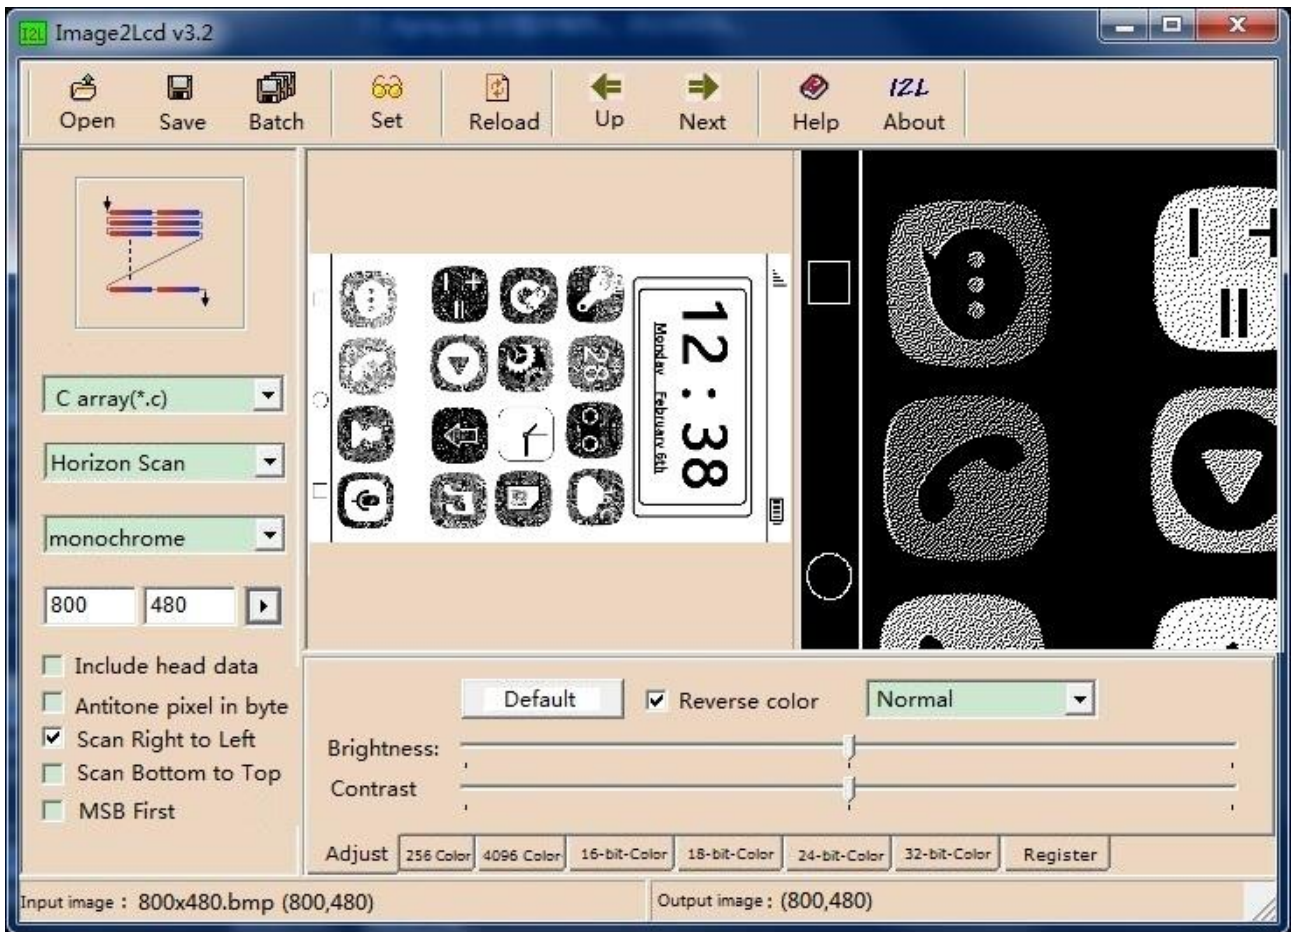 I2L Image2Lcd v3.2
Open Save Batch Set Reload Up Next Help About
I2L
C array(*.c)
Horizon Scan
monochrome
800 480
Include head data
Antitone pixel in byte
Scan Right to Left
Scan Bottom to Top
MSB First
12:38
Monday February 6th
28
Default Reverse color Normal
Brightness:
Contrast
Adjust 256 Color 4096 Color 16-bit-Color 18-bit-Color 24-bit-Color 32-bit-Color Register
Input image : 800x480.bmp (800,480) Output image : (800,480)